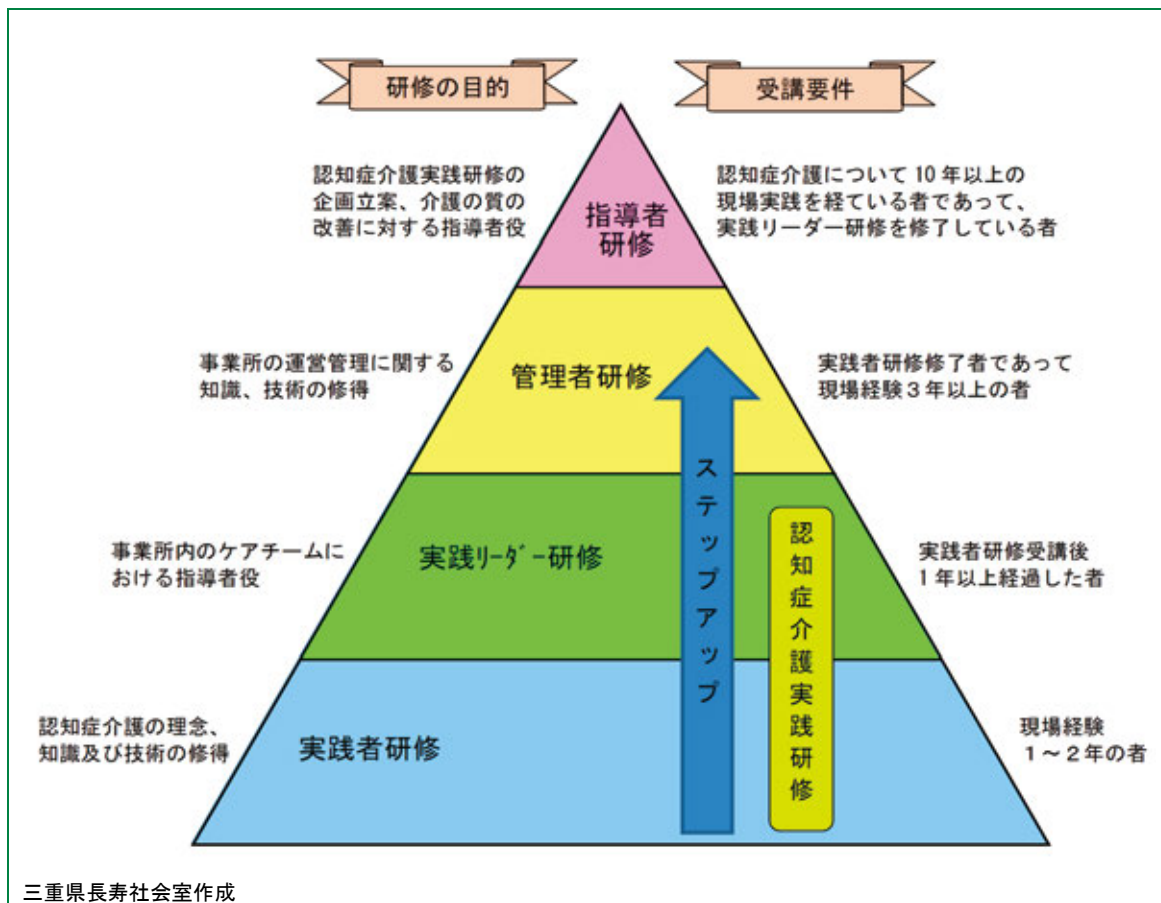 研修の目的
受講要件
認知症介護実践研修の
企画立案、介護の質の
改善に対する指導者役
指導者
研修
認知症介護について10年以上の
現場実践を経ている者であって、
実践リーダー研修を修了している者
事業所の運営管理に関する
知識、技術の修得
管理者研修
実践者研修修了者であって
現場経験3年以上の者
事業所内のケアチームに
おける指導者役
実践リーダー研修
実践者研修受講後
1年以上経過した者
認知症介護の理念、
知識及び技術の修得
実践者研修
現場経験
1~2年の者
ステップアップ
認知症介護実践研修
三重県長寿社会室作成